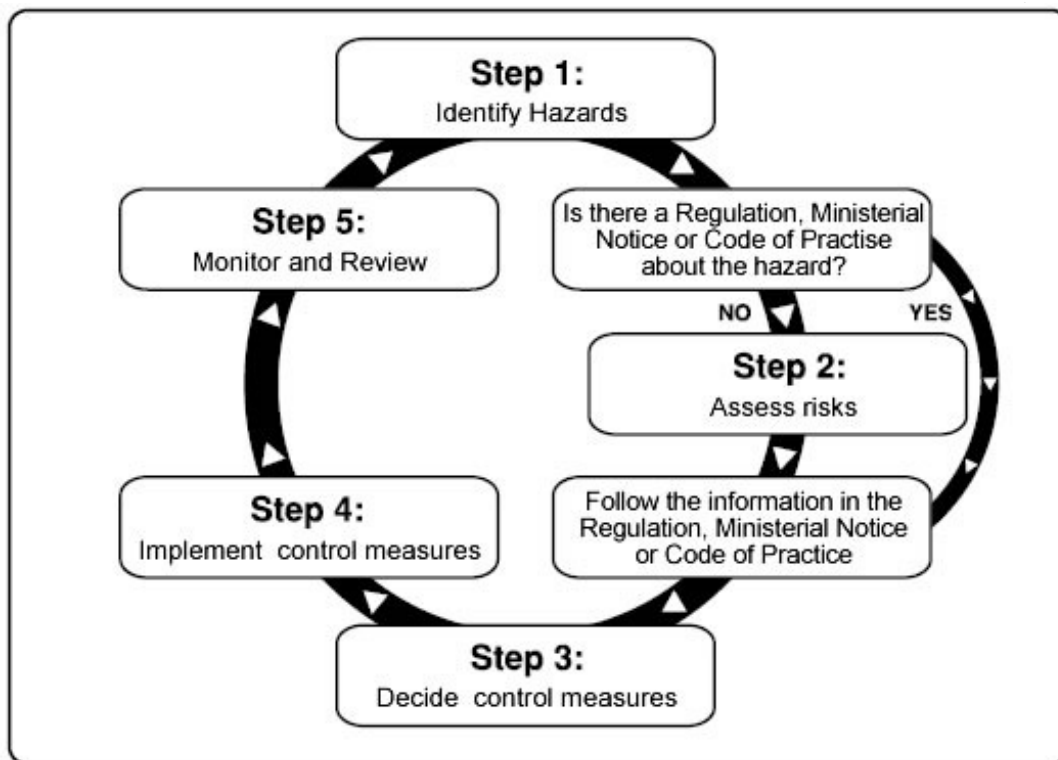 Step 1:
Identify Hazards
Is there a Regulation, Ministerial
Notice or Code of Practise
about the hazard?
NO
YES
Step 2:
Assess risks
Follow the information in the
Regulation, Ministerial Notice
or Code of Practice
Step 3:
Decide control measures
Step 4:
Implement control measures
Step 5:
Monitor and Review